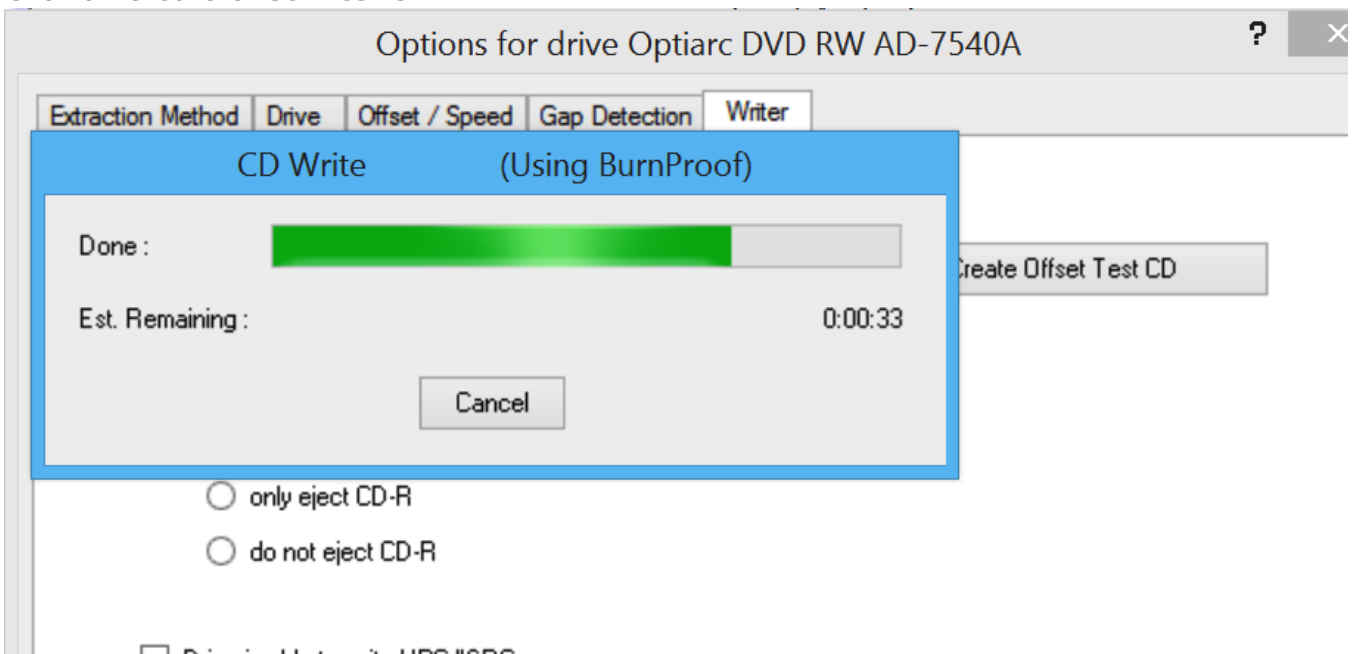 Options for drive Optiarc DVD RW AD-7540A
?
Extraction Method Drive Offset / Speed Gap Detection Writer
CD Write (Using BurnProof)
Done :
Create Offset Test CD
Est. Remaining : 0:00:33
Cancel
only eject CD-R
do not eject CD-R